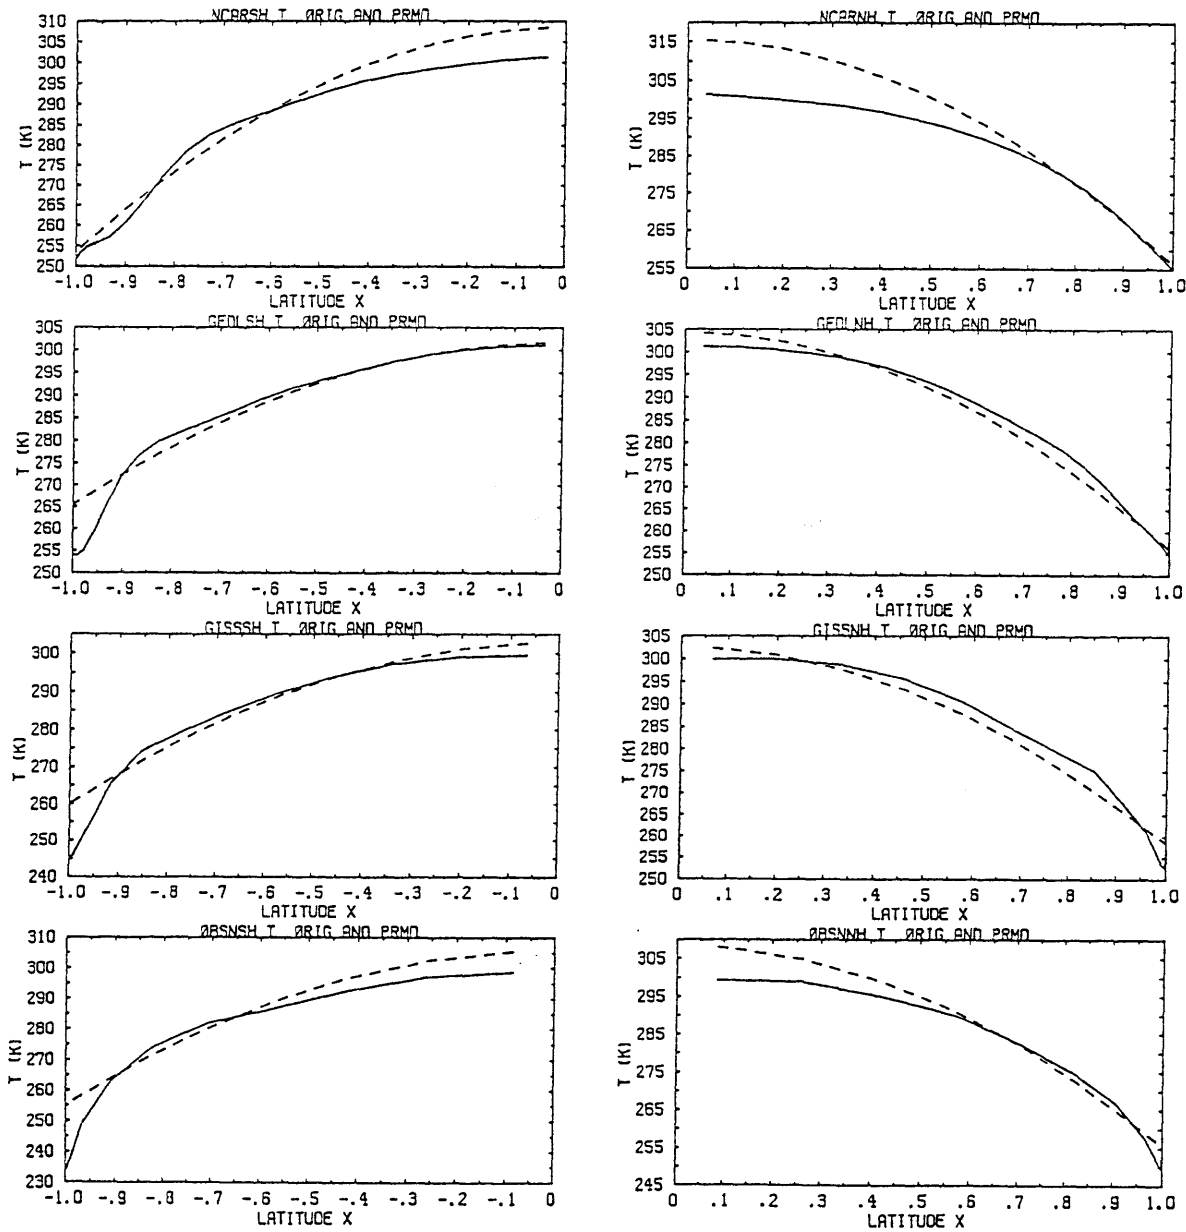 NCARSH T ORIG AND PRMD
310
305
300
295
290
285
280
275
270
265
260
255
250
T (K)
-1.0 -.9 -.8 -.7 -.6 -.5 -.4 -.3 -.2 -.1 0
LATITUDE X
NCARNH T ORIG AND PRMD
315
305
295
285
275
265
255
T (K)
0 .1 .2 .3 .4 .5 .6 .7 .8 .9 1.0
LATITUDE X
GFDLSH T ORIG AND PRMD
305
300
295
290
285
280
275
270
265
260
255
250
T (K)
-1.0 -.9 -.8 -.7 -.6 -.5 -.4 -.3 -.2 -.1 0
LATITUDE X
GFDLNH T ORIG AND PRMD
305
300
295
290
285
280
275
270
265
260
255
250
T (K)
0 .1 .2 .3 .4 .5 .6 .7 .8 .9 1.0
LATITUDE X
GISSSH T ORIG AND PRMD
300
290
280
270
260
250
240
T (K)
-1.0 -.9 -.8 -.7 -.6 -.5 -.4 -.3 -.2 -.1 0
LATITUDE X
GISSNH T ORIG AND PRMD
305
300
295
290
285
280
275
270
265
260
255
250
T (K)
0 .1 .2 .3 .4 .5 .6 .7 .8 .9 1.0
LATITUDE X
OBSNSH T ORIG AND PRMD
310
300
290
280
270
260
250
240
230
T (K)
-1.0 -.9 -.8 -.7 -.6 -.5 -.4 -.3 -.2 -.1 0
LATITUDE X
OBSNNH T ORIG AND PRMD
305
295
285
275
265
255
245
T (K)
0 .1 .2 .3 .4 .5 .6 .7 .8 .9 1.0
LATITUDE X